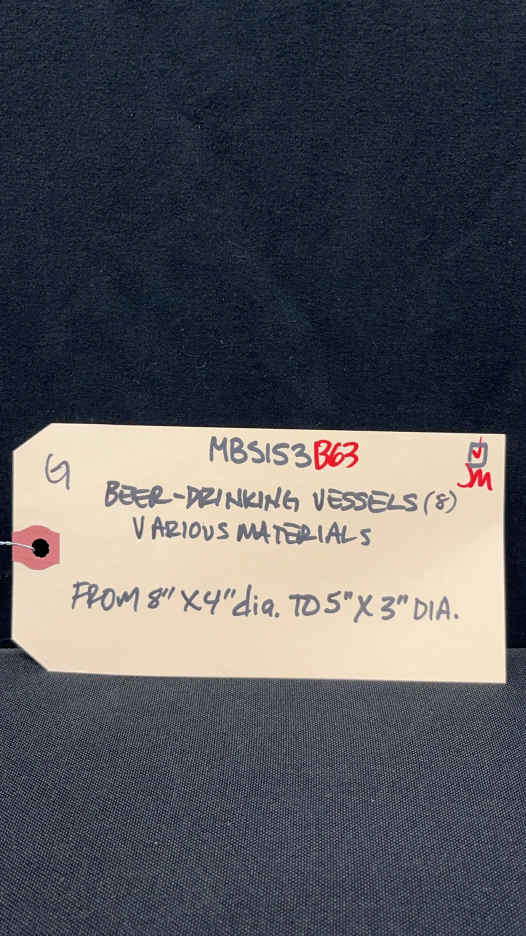 MBS153B63
JM
G
BEER-DRINKING VESSELS (8)
VARIOUS MATERIALS
FROM 8" X 4" dia. TO 5" X 3" DIA.